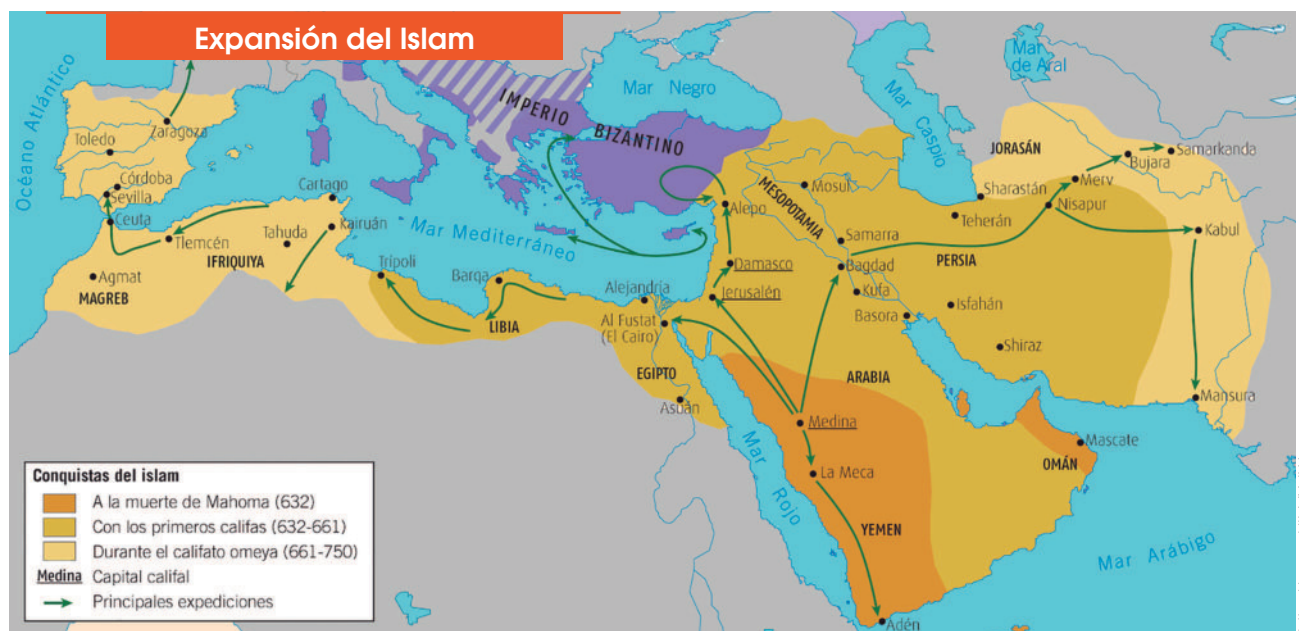 Expansión del Islam
Océano Atlántico
Mar Negro
Mar Caspio
Mar
de Aral
IMPERIO BIZANTINO
Zaragoza
Toledo
Córdoba
Sevilla
Ceuta
Cartago
Kairuán
Tlemcén
Tahuda
IFRIQUIYA
Agmat
MAGREB
Mar Mediterráneo
Trípoli
Barqa
LIBIA
Alejandría
Al Fustat
(El Cairo)
EGIPTO
Asuán
Alepo
Damasco
Jerusalén
MESOPOTAMIA
Mosul
Samarra
Bagdad
Kufa
Basora
PERSIA
Teherán
Isfahán
Shiraz
JORASÁN
Sharastán
Nisapur
Merv
Bujara
Samarkanda
Kabul
Mansura
ARABIA
Medina
La Meca
Mar Rojo
YEMEN
Adén
OMÁN
Mascate
Mar Arábigo
Conquistas del islam
A la muerte de Mahoma (632)
Con los primeros califas (632-661)
Durante el califato omeya (661-750)
Medina Capital califal
Principales expediciones